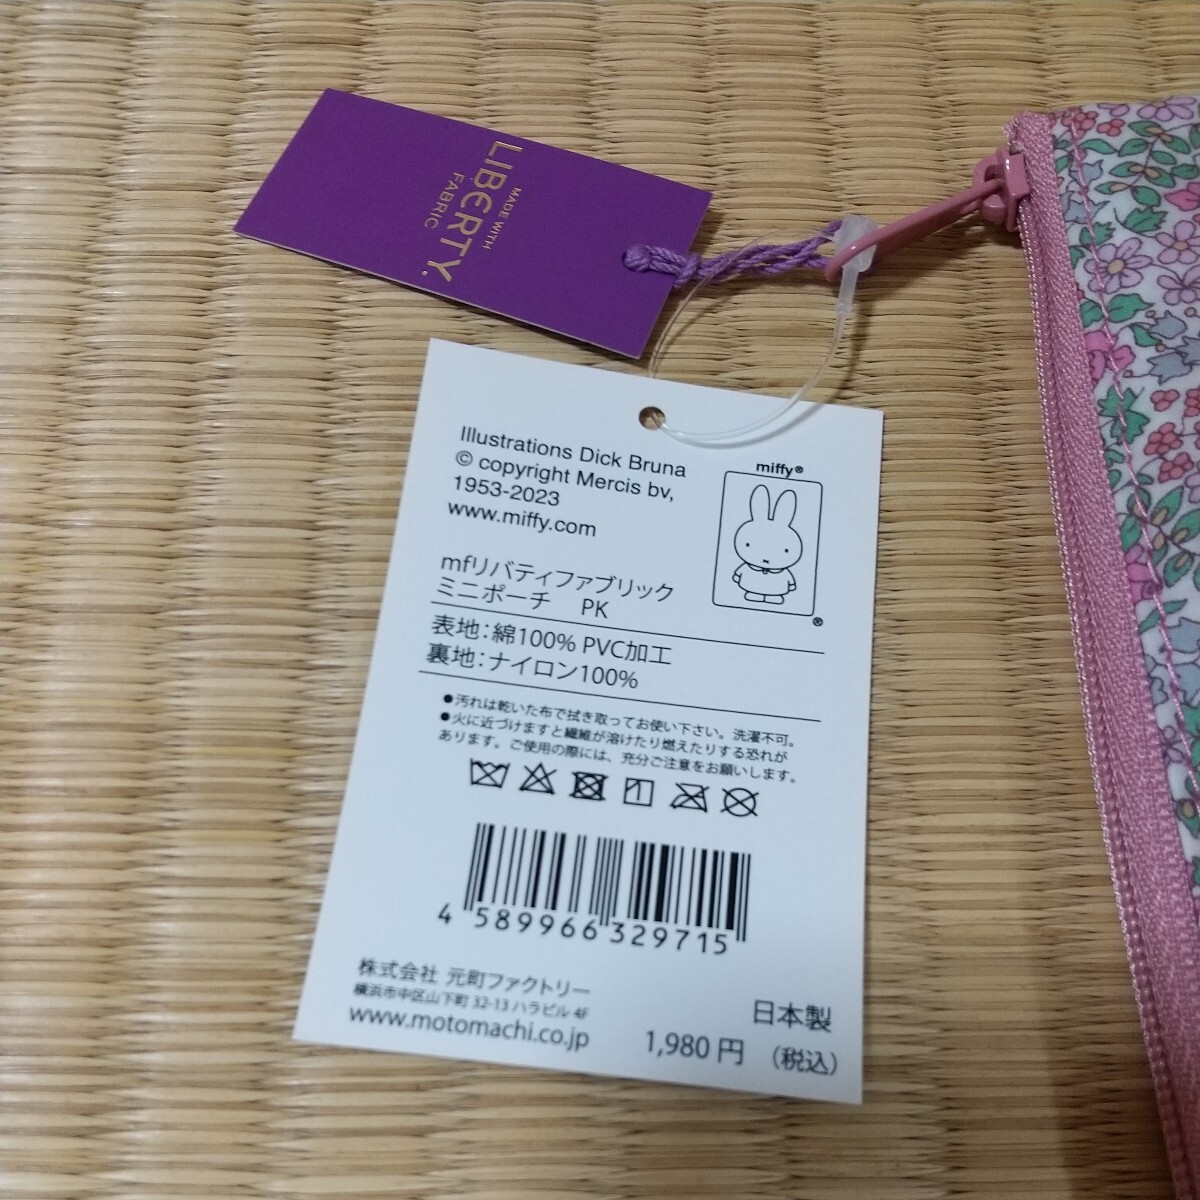 MADE WITH
LIBERTY.
FABRIC
Illustrations Dick Bruna
© copyright Mercis bv,
1953-2023
www.miffy.com
miffy®
®
mfリバティファブリック
ミニポーチ　PK
表地：綿100% PVC加工
裏地：ナイロン100%
●汚れは乾いた布で拭き取ってお使い下さい。洗濯不可。
●火に近づけますと繊維が溶けたり燃えたりする恐れが
あります。ご使用の際には、充分ご注意をお願いします。
4 589966 329715
株式会社 元町ファクトリー
横浜市中区山下町 32-13 ハラビル 4F
www.motomachi.co.jp
日本製
1,980 円　（税込）